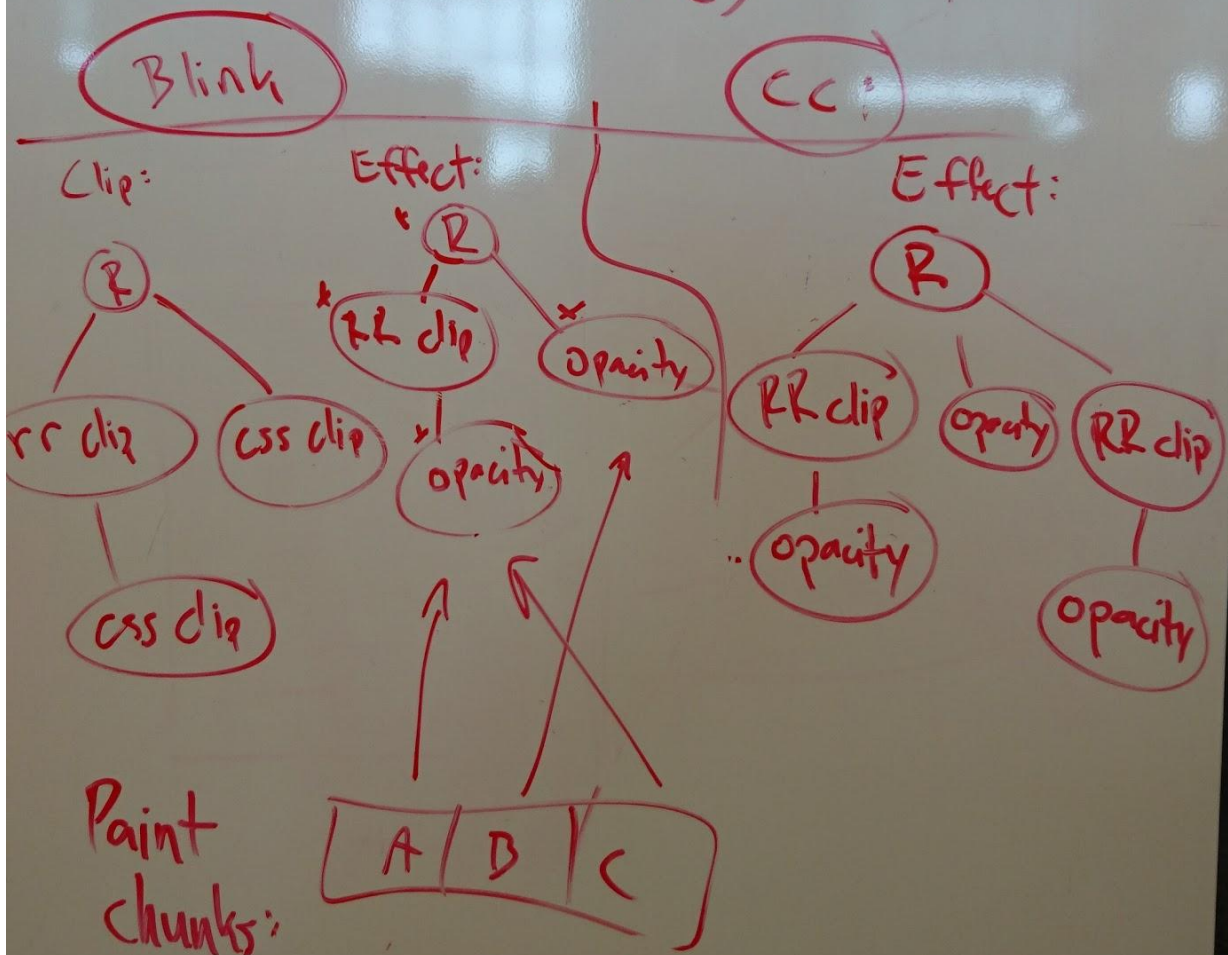 Blink
CC:
Clip:
Effect:
Effect:
R
R
R
RR clip
opacity
RR clip
opacity
RR clip
rr clip
css clip
opacity
opacity
opacity
css clip
Paint
chunks:
A
B
C